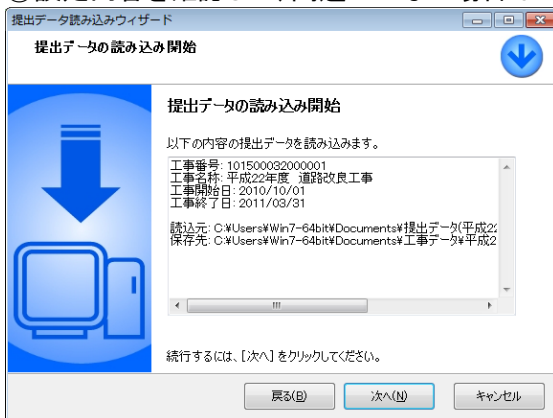 提出データ読み込みウィザード
提出データの読み込み開始
提出データの読み込み開始
以下の内容の提出データを読み込みます。
工事番号: 101500032000001
工事名称: 平成22年度 道路改良工事
工事開始日: 2010/10/01
工事終了日: 2011/03/31
読込元: C:¥Users¥Win7-64bit¥Documents¥提出データ(平成22
保存先: C:¥Users¥Win7-64bit¥Documents¥工事データ¥平成2
続行するには、[次へ] をクリックしてください。
戻る(B)
次へ(N)
キャンセル